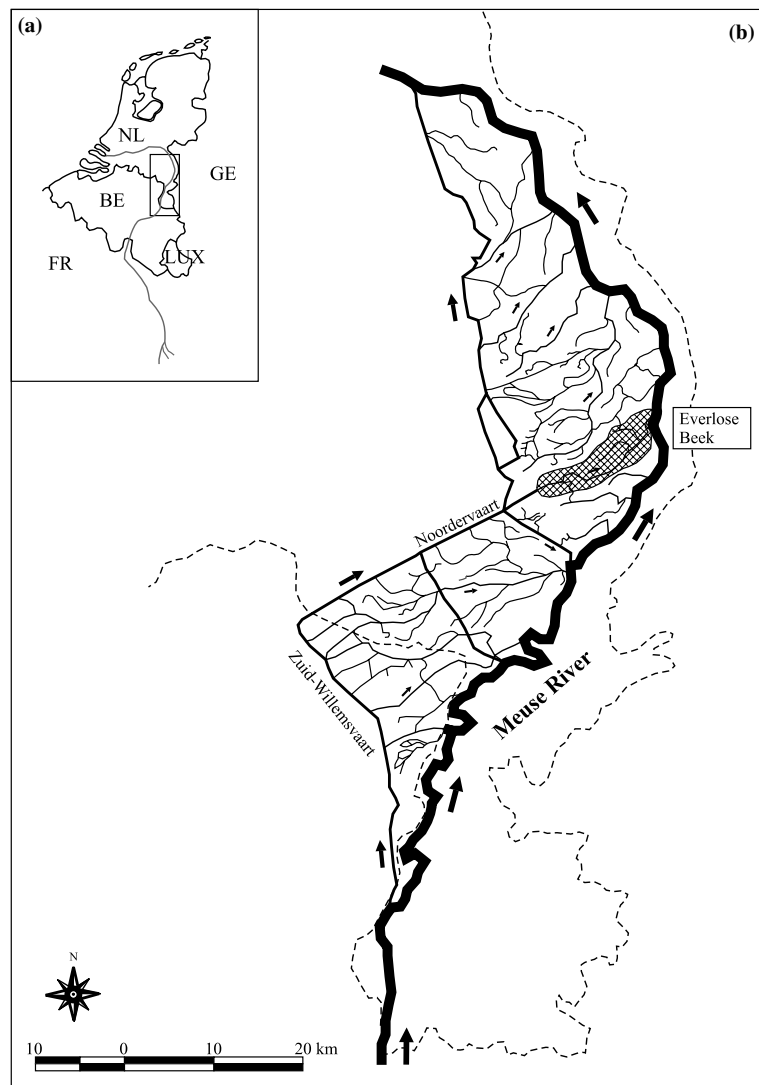 (a)
(b)
NL
GE
BE
LUX
FR
Everlose
Beek
Noordervaart
Zuid-Willemsvaart
Meuse River
N
10 0 10 20 km